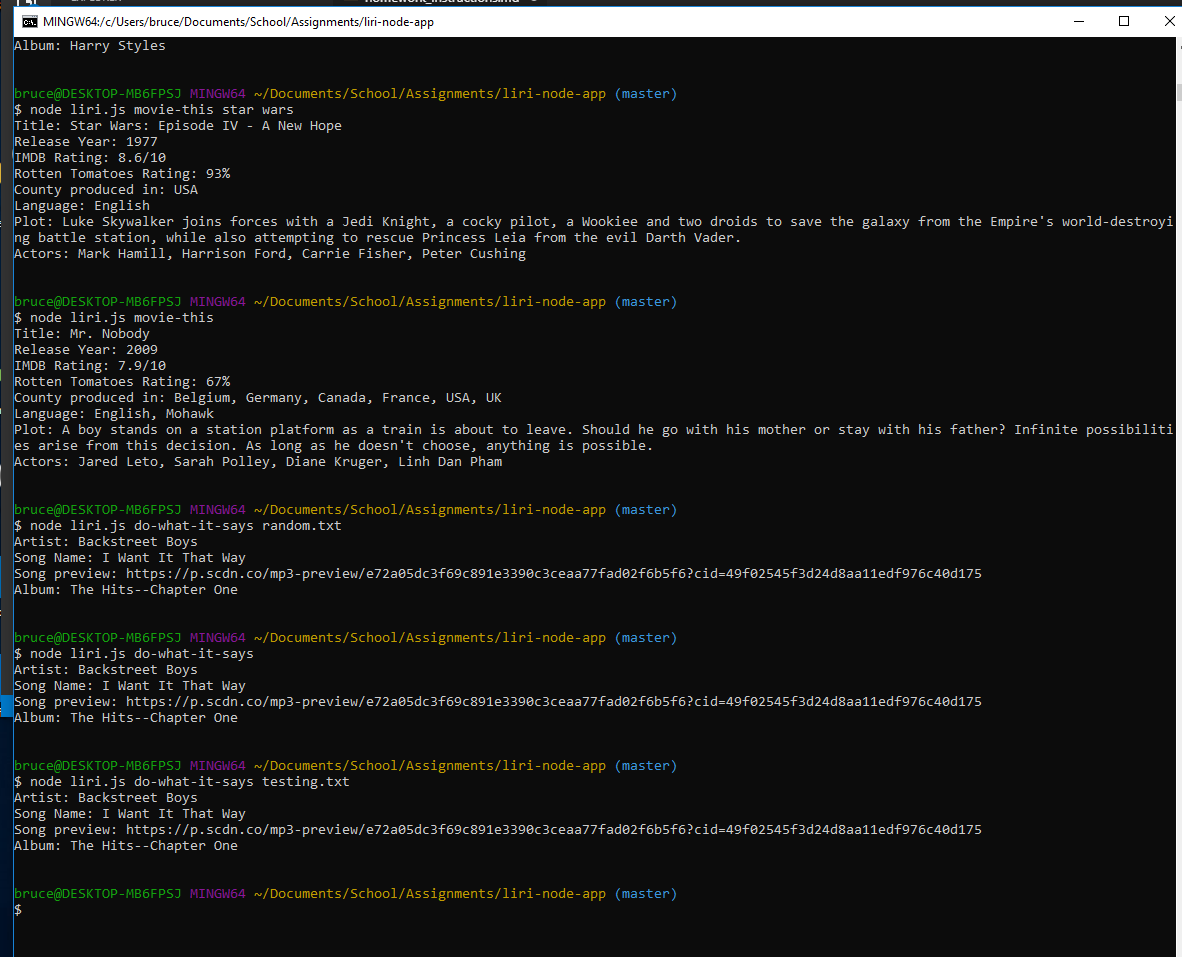 MINGW64:/c/Users/bruce/Documents/School/Assignments/liri-node-app
Album: Harry Styles
bruce@DESKTOP-MB6FPSJ MINGW64 ~/Documents/School/Assignments/liri-node-app (master)
$ node liri.js movie-this star wars
Title: Star Wars: Episode IV - A New Hope
Release Year: 1977
IMDB Rating: 8.6/10
Rotten Tomatoes Rating: 93%
County produced in: USA
Language: English
Plot: Luke Skywalker joins forces with a Jedi Knight, a cocky pilot, a Wookiee and two droids to save the galaxy from the Empire's world-destroyi
ng battle station, while also attempting to rescue Princess Leia from the evil Darth Vader.
Actors: Mark Hamill, Harrison Ford, Carrie Fisher, Peter Cushing
bruce@DESKTOP-MB6FPSJ MINGW64 ~/Documents/School/Assignments/liri-node-app (master)
$ node liri.js movie-this
Title: Mr. Nobody
Release Year: 2009
IMDB Rating: 7.9/10
Rotten Tomatoes Rating: 67%
County produced in: Belgium, Germany, Canada, France, USA, UK
Language: English, Mohawk
Plot: A boy stands on a station platform as a train is about to leave. Should he go with his mother or stay with his father? Infinite possibiliti
es arise from this decision. As long as he doesn't choose, anything is possible.
Actors: Jared Leto, Sarah Polley, Diane Kruger, Linh Dan Pham
bruce@DESKTOP-MB6FPSJ MINGW64 ~/Documents/School/Assignments/liri-node-app (master)
$ node liri.js do-what-it-says random.txt
Artist: Backstreet Boys
Song Name: I Want It That Way
Song preview: https://p.scdn.co/mp3-preview/e72a05dc3f69c891e3390c3ceaa77fad02f6b5f6?cid=49f02545f3d24d8aa11edf976c40d175
Album: The Hits--Chapter One
bruce@DESKTOP-MB6FPSJ MINGW64 ~/Documents/School/Assignments/liri-node-app (master)
$ node liri.js do-what-it-says
Artist: Backstreet Boys
Song Name: I Want It That Way
Song preview: https://p.scdn.co/mp3-preview/e72a05dc3f69c891e3390c3ceaa77fad02f6b5f6?cid=49f02545f3d24d8aa11edf976c40d175
Album: The Hits--Chapter One
bruce@DESKTOP-MB6FPSJ MINGW64 ~/Documents/School/Assignments/liri-node-app (master)
$ node liri.js do-what-it-says testing.txt
Artist: Backstreet Boys
Song Name: I Want It That Way
Song preview: https://p.scdn.co/mp3-preview/e72a05dc3f69c891e3390c3ceaa77fad02f6b5f6?cid=49f02545f3d24d8aa11edf976c40d175
Album: The Hits--Chapter One
bruce@DESKTOP-MB6FPSJ MINGW64 ~/Documents/School/Assignments/liri-node-app (master)
$